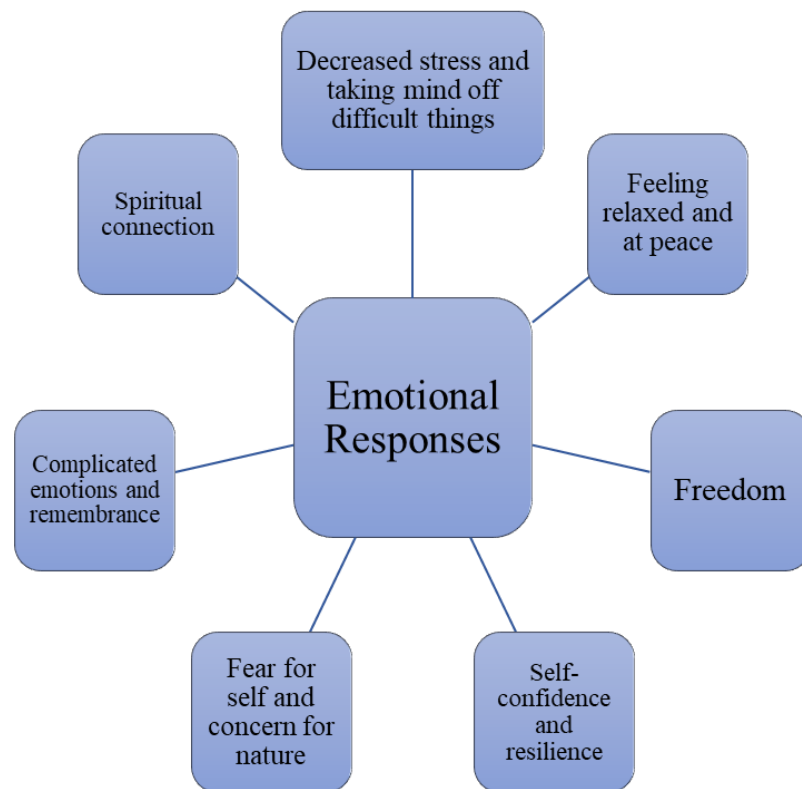 Decreased stress and
taking mind off
difficult things
Spiritual
connection
Feeling
relaxed and
at peace
Emotional
Responses
Complicated
emotions and
remembrance
Freedom
Fear for
self and
concern for
nature
Self-
confidence
and
resilience